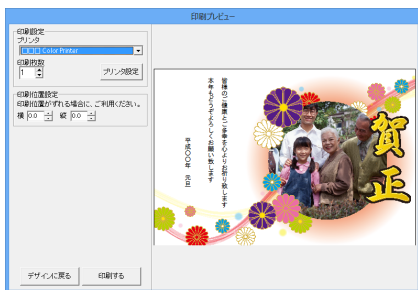 印刷プレビュー
印刷設定
プリンタ
□□□ Color Printer
印刷枚数
1
プリンタ設定
印刷位置設定
印刷位置がずれる場合に、ご利用ください。
横 0.0 縦 0.0
デザインに戻る
印刷する
賀正
皆様のご健康とご多幸を心よりお祈り致します
本年もどうぞよろしくお願い致します
平成〇〇年 元旦